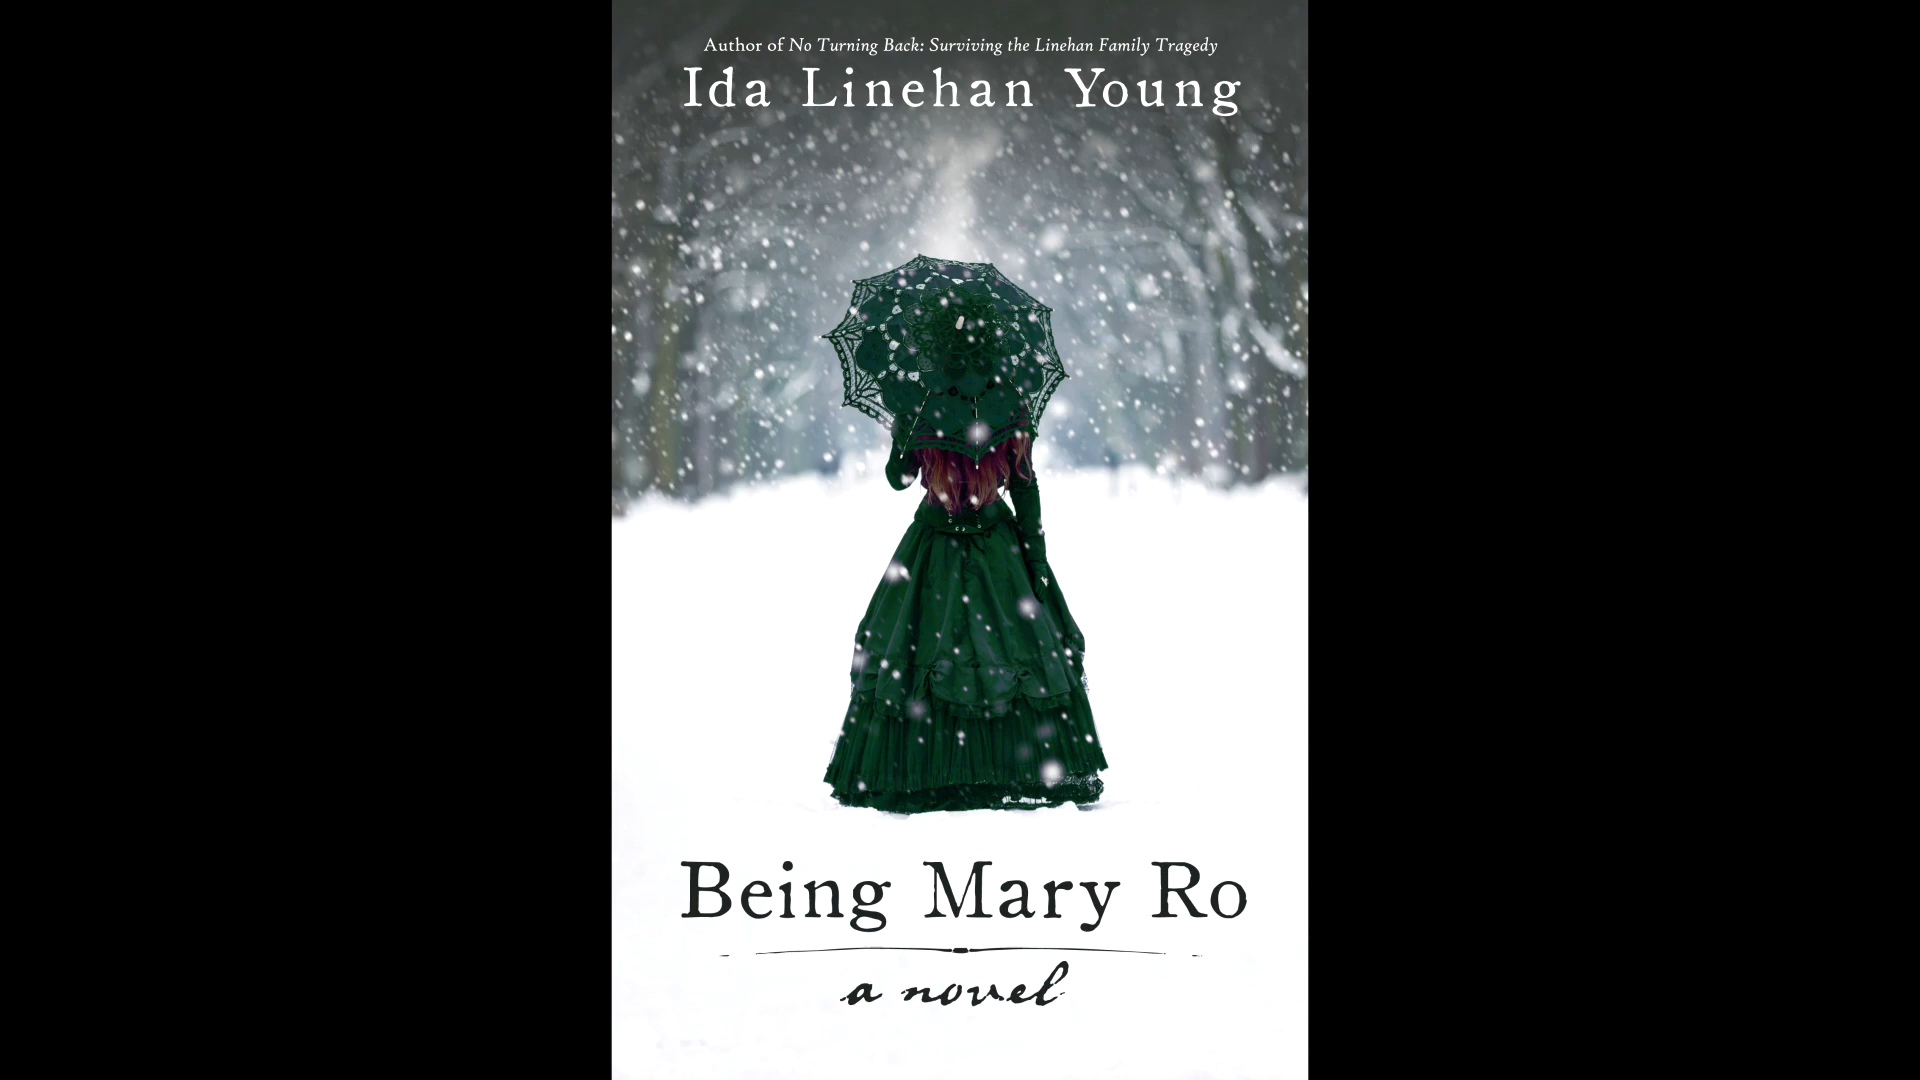 Author of No Turning Back: Surviving the Linehan Family Tragedy
Ida Linehan Young
Being Mary Ro
a novel